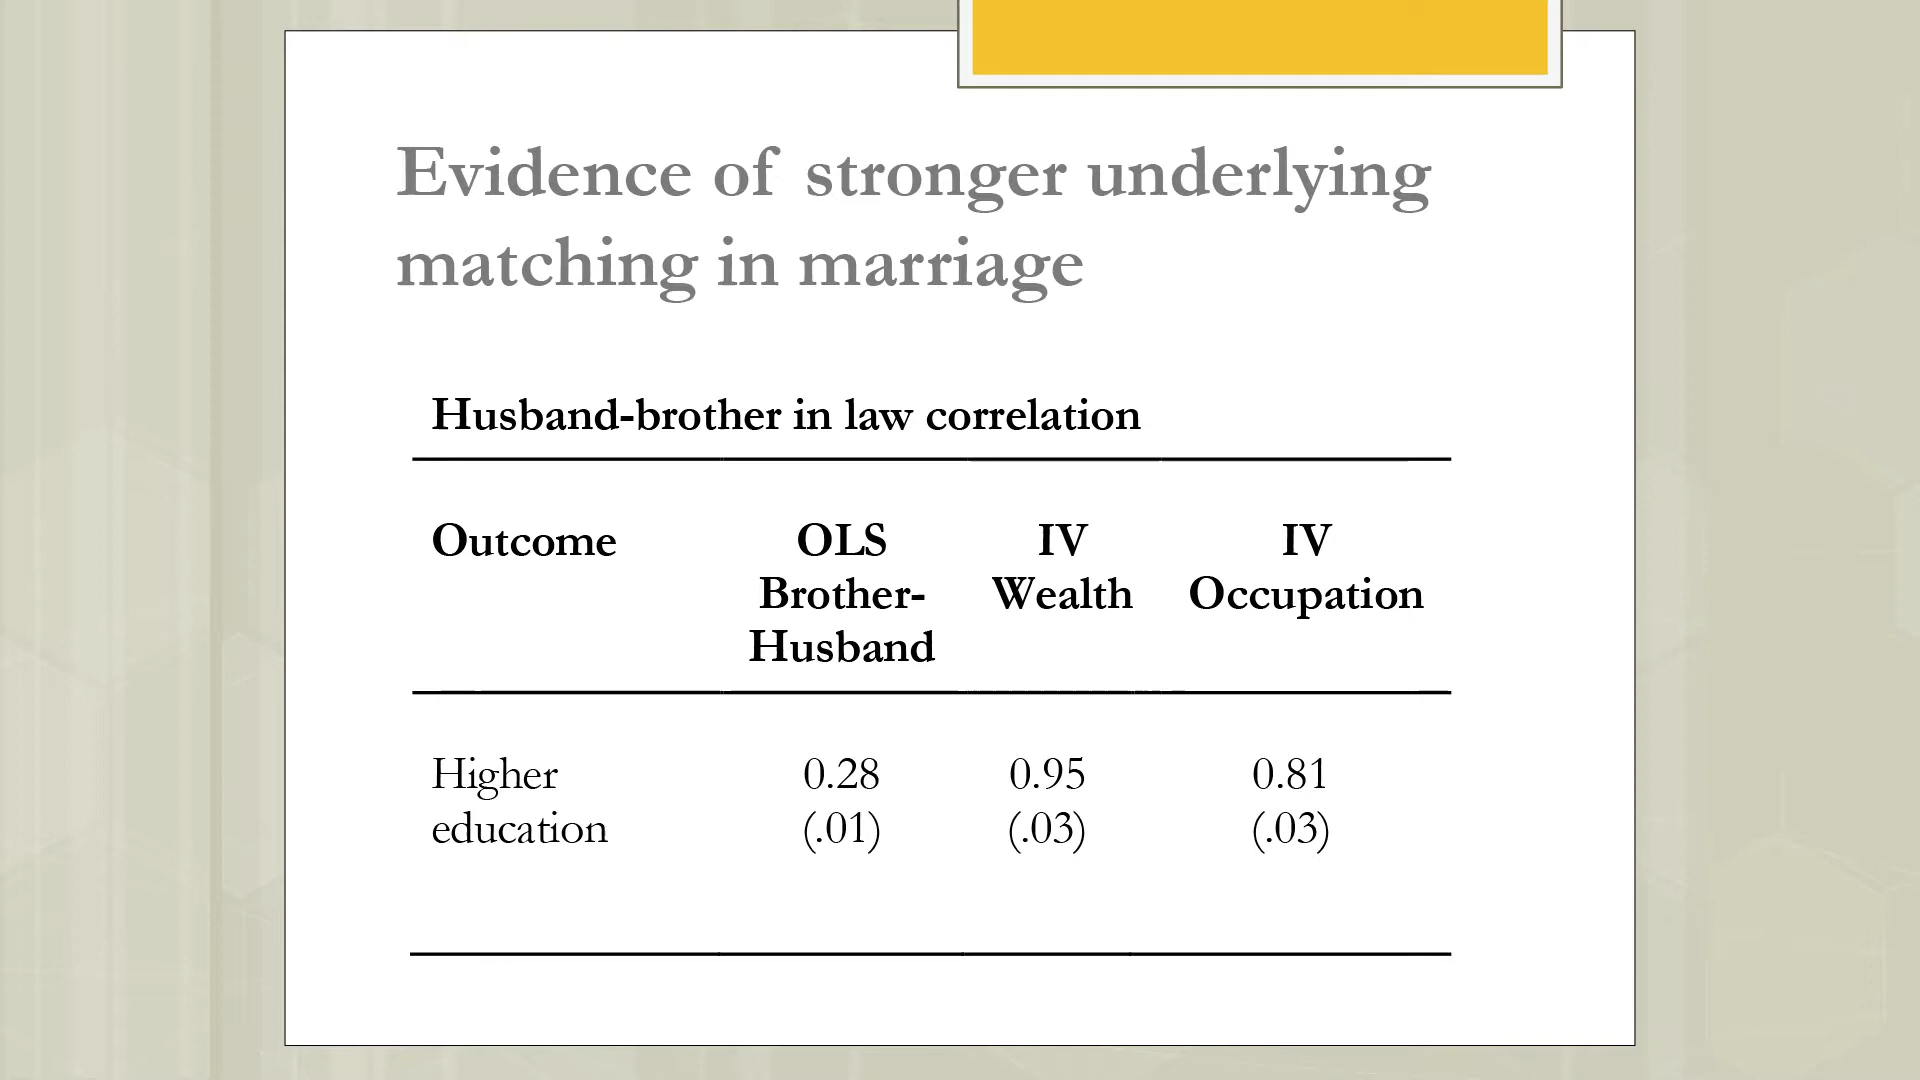 Evidence of stronger underlying
matching in marriage
Husband-brother in law correlation
Outcome
OLS
Brother-
Husband
IV
Wealth
IV
Occupation
Higher
education
0.28
(.01)
0.95
(.03)
0.81
(.03)